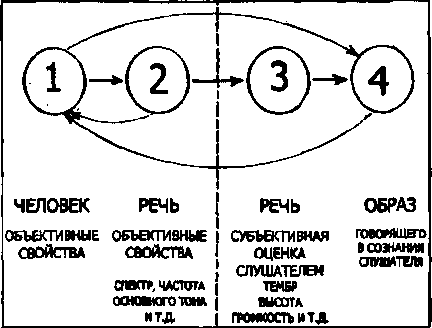 1 2 3 4
ЧЕЛОВЕК
ОБЪЕКТИВНЫЕ
СВОЙСТВА
РЕЧЬ
ОБЪЕКТИВНЫЕ
СВОЙСТВА
СПЕКТР, ЧАСТОТА
ОСНОВНОГО ТОНА
И Т.Д.
РЕЧЬ
СУБЪЕКТИВНАЯ
ОЦЕНКА
СЛУШАТЕЛЕМ
ТЕМБР
ВЫСОТА
ГРОМКОСТЬ И Т.Д.
ОБРАЗ
ГОВОРЯЩЕГО
В СОЗНАНИИ
СЛУШАТЕЛЯ